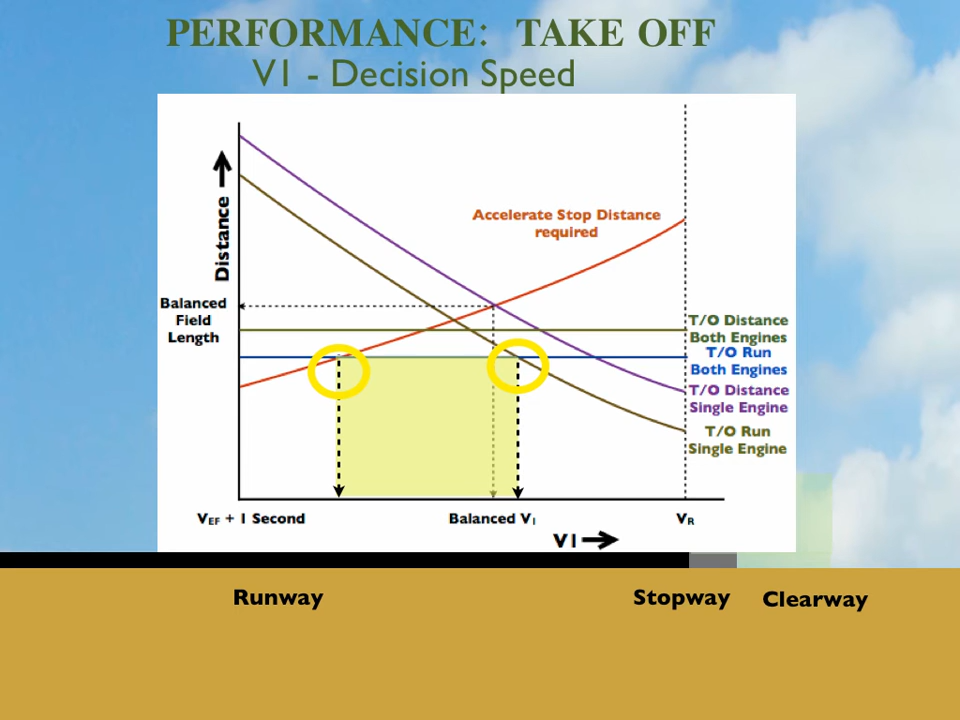 PERFORMANCE: TAKE OFF
V1 - Decision Speed
Distance
Accelerate Stop Distance
required
Balanced
Field
Length
T/O Distance
Both Engines
T/O Run
Both Engines
T/O Distance
Single Engine
T/O Run
Single Engine
VEF + 1 Second
Balanced V1
VR
V1
Runway
Stopway
Clearway